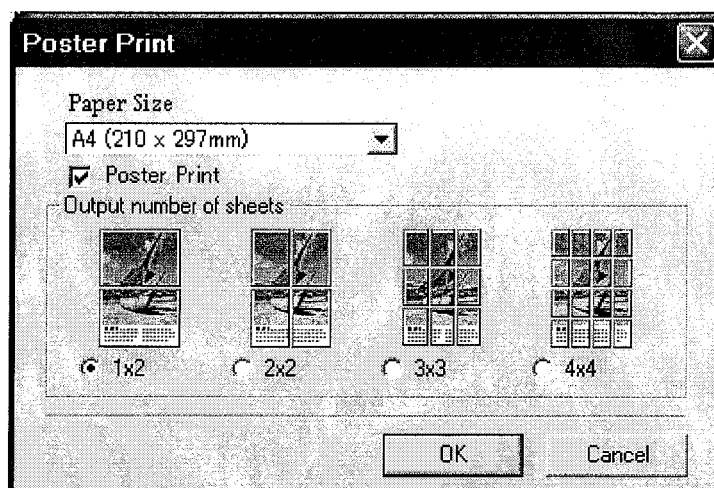 Poster Print
Paper Size
A4 (210 x 297mm)
Poster Print
Output number of sheets
1x2 2x2 3x3 4x4
OK Cancel